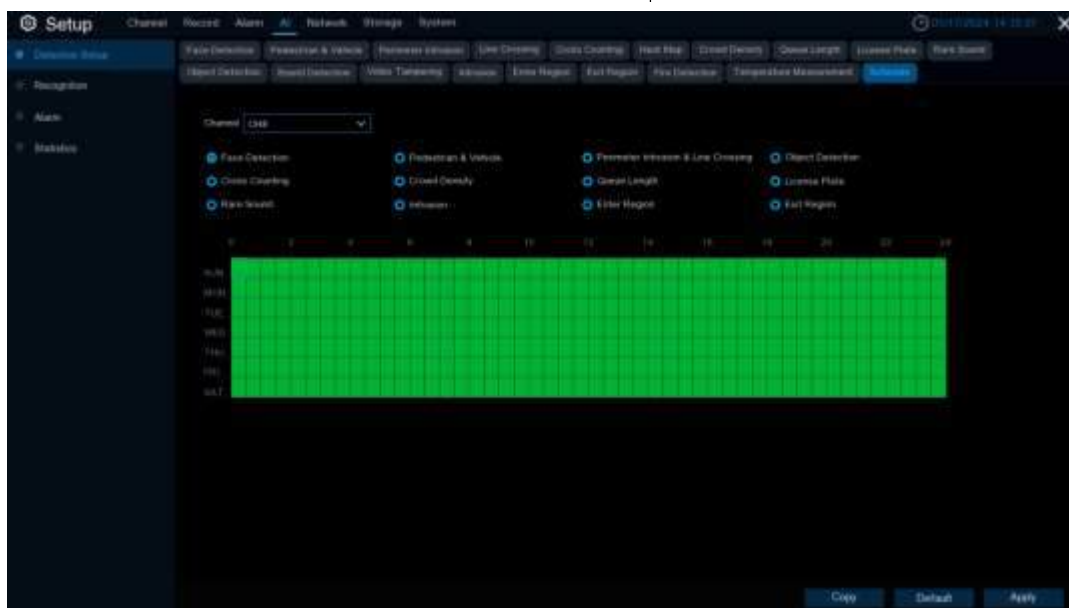 Setup Channel Record Alarm AI Network Storage System
Detection Setup
Recognition
Alarm
Statistics
Face Detection Pedestrian & Vehicle Perimeter Intrusion Line Crossing Cross Counting Heat Map Crowd Density Queue Length License Plate Rare Sound
Object Detection Sound Detection Video Tampering Intrusion Enter Region Exit Region Fire Detection Temperature Measurement Schedule
Channel
Face Detection Pedestrian & Vehicle Perimeter Intrusion & Line Crossing Object Detection
Cross Counting Crowd Density Queue Length License Plate
Rare Sound Intrusion Enter Region Exit Region
0 2 4 6 8 10 12 14 16 18 20 22 24
SUN
MON
TUE
WED
THU
FRI
SAT
Copy Default Apply